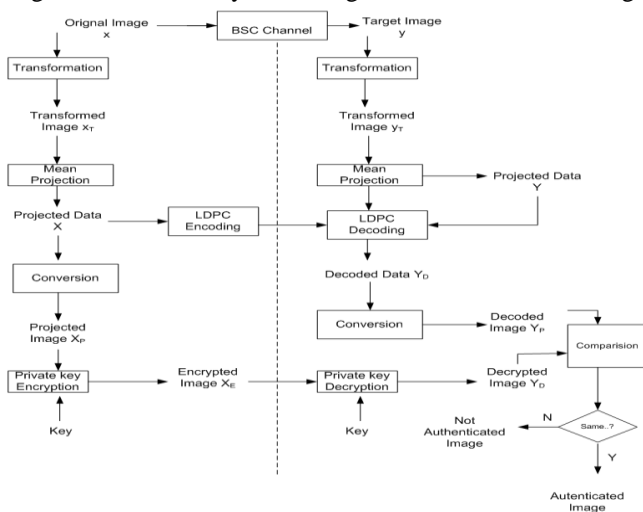 Orignal Image
x
BSC Channel
Target Image
y
Transformation
Transformation
Transformed
Image xT
Transformed
Image yT
Mean
Projection
Mean
Projection
Projected Data
Y
Projected Data
X
LDPC
Encoding
LDPC
Decoding
Decoded Data YD
Conversion
Conversion
Decoded
Image YP
Comparision
Projected
Image XP
Private key
Encryption
Encrypted
Image XE
Private key
Decryption
Decrypted
Image YD
Key
Key
Not
Authenticated
Image
N
Same..?
Y
Autenticated
Image